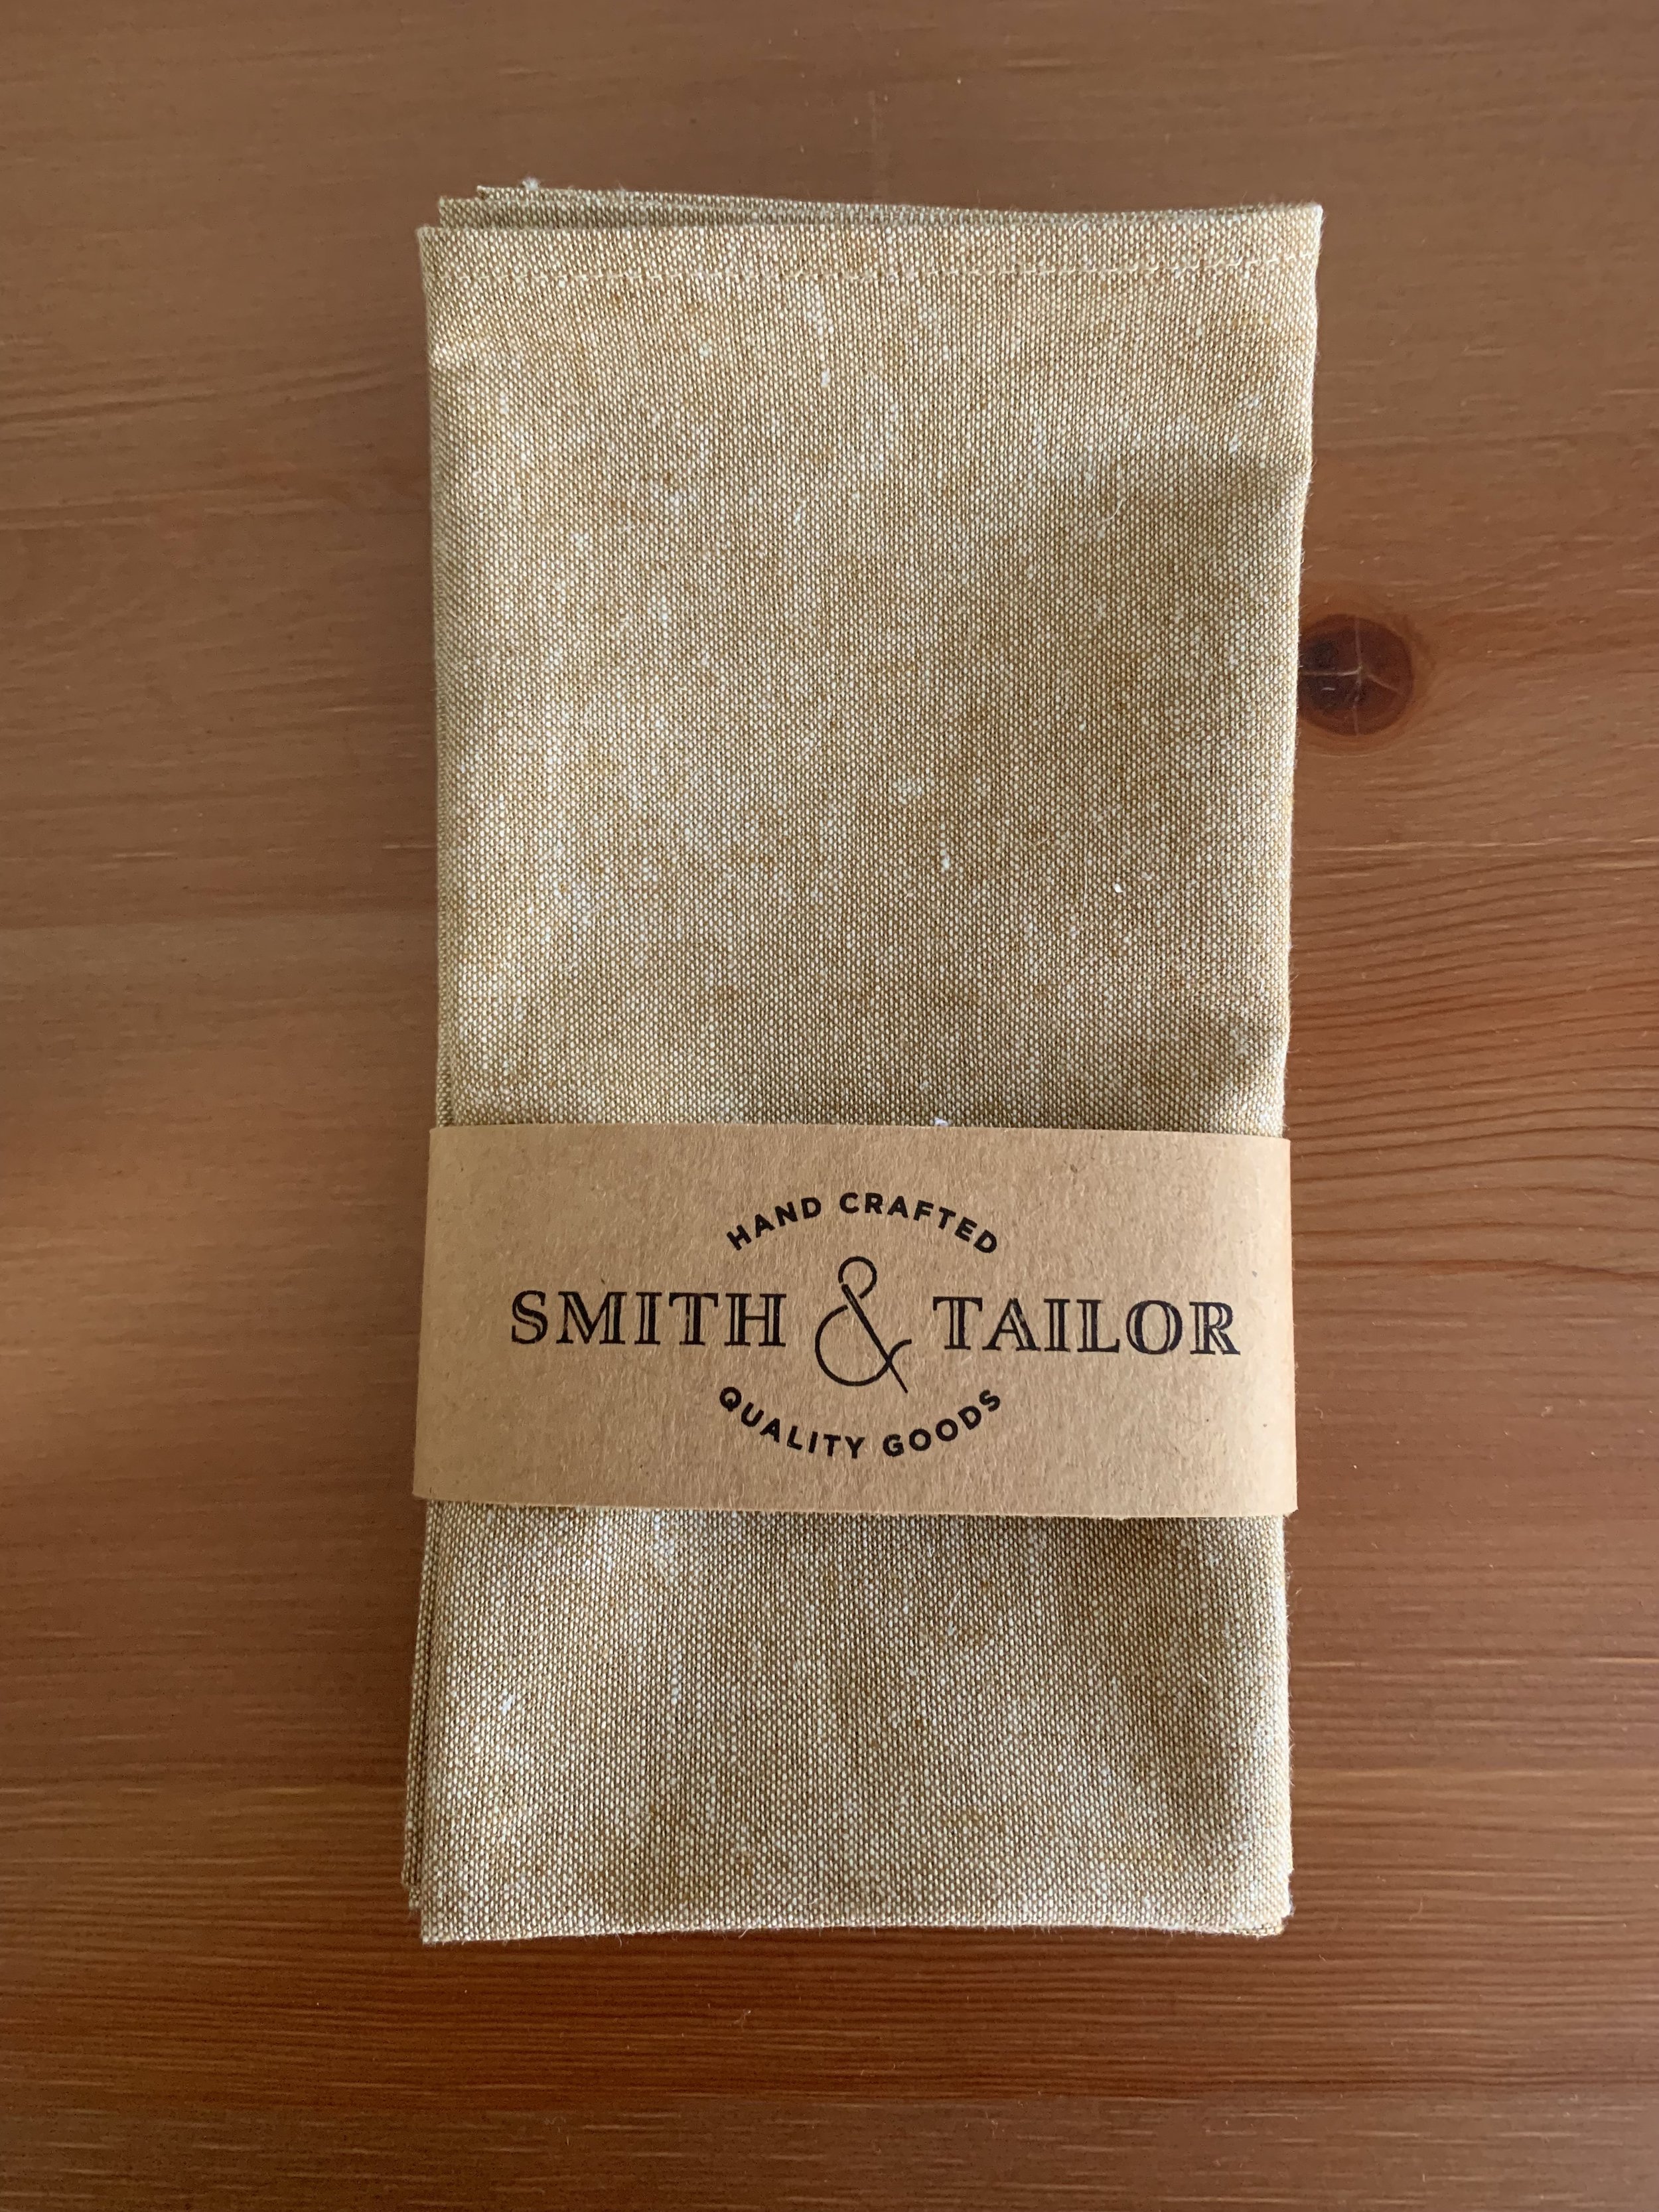 HAND CRAFTED
SMITH & TAILOR
QUALITY GOODS